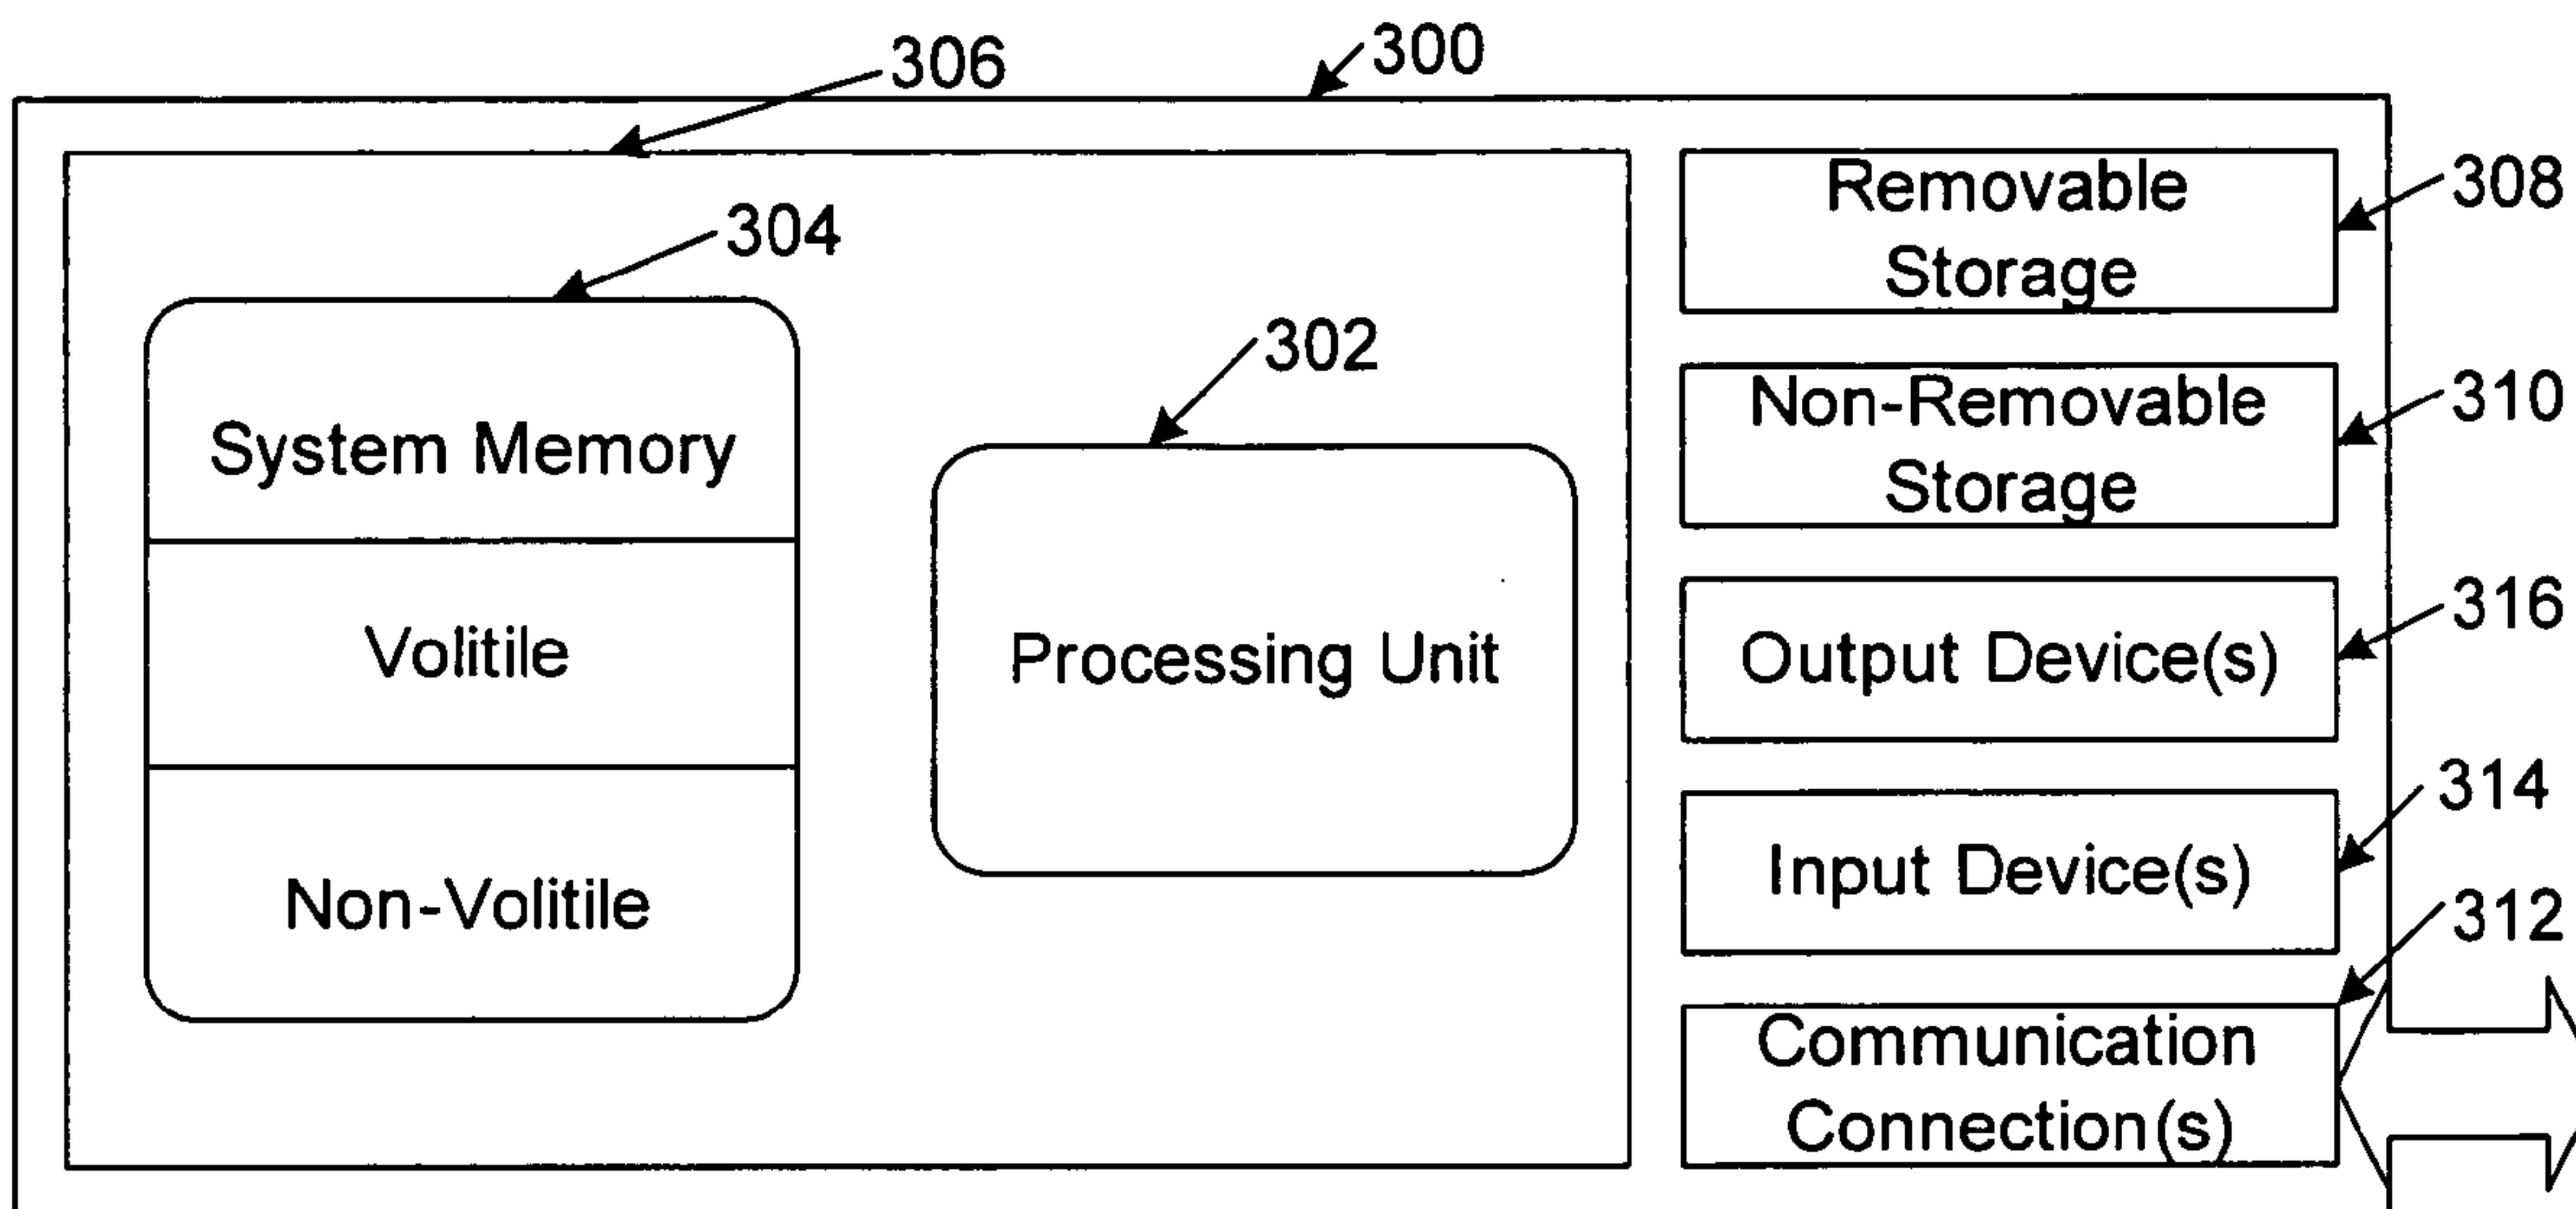 306
300
304
302
System Memory
Volitile
Non-Volitile
Processing Unit
Removable
Storage
308
Non-Removable
Storage
310
Output Device(s)
316
Input Device(s)
314
Communication
Connection(s)
312